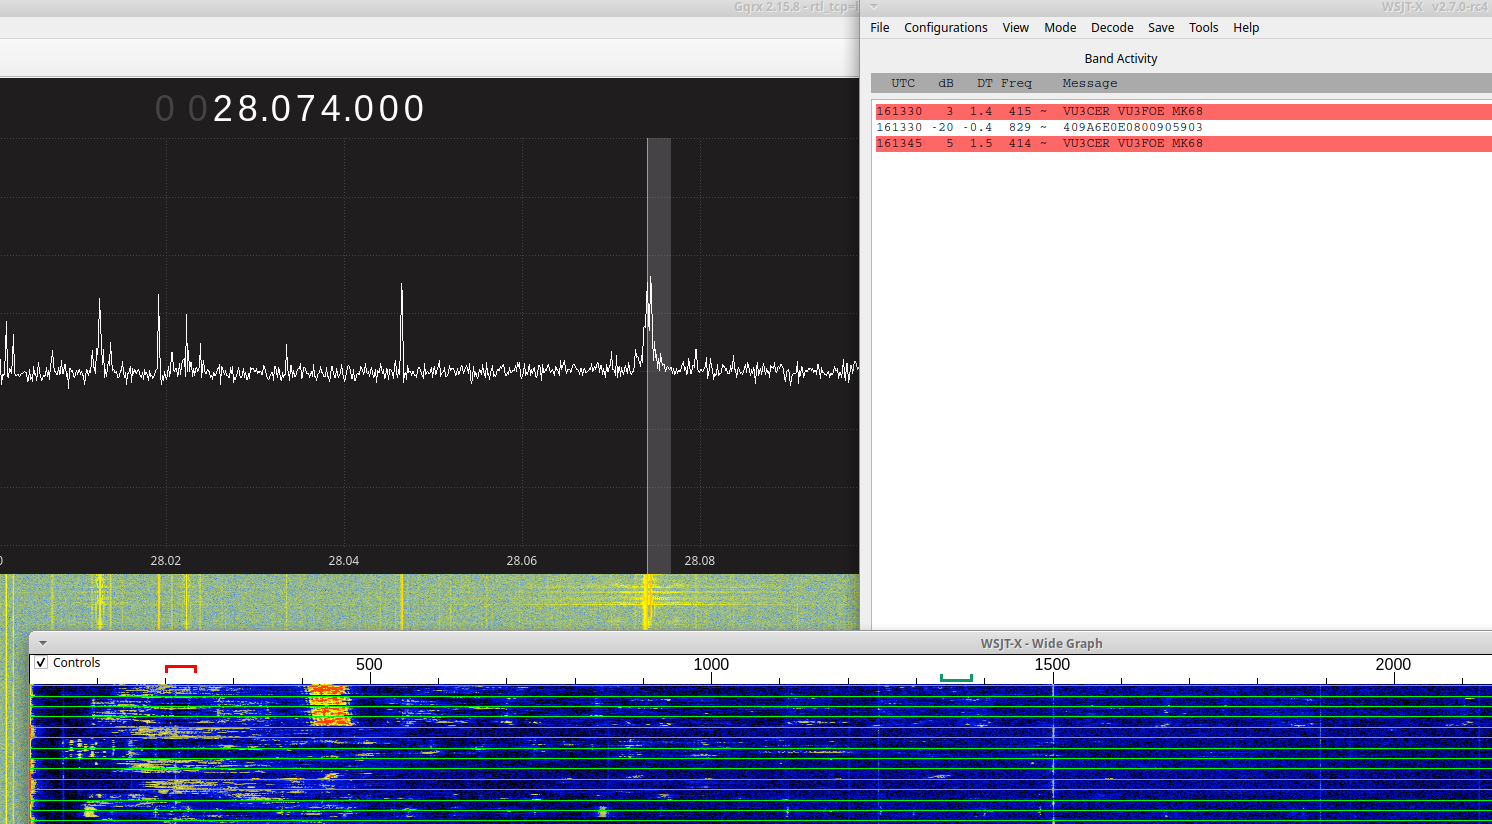 Gqrx 2.15.8 - rtl_tcp=l
WSJT-X v2.7.0-rc4
File Configurations View Mode Decode Save Tools Help
Band Activity
UTC dB DT Freq Message
0 028.074.000
161330 3 1.4 415 ~ VU3CER VU3FOE MK68
161330 -20 -0.4 829 ~ 409A6E0E0800905903
161345 5 1.5 414 ~ VU3CER VU3FOE MK68
0 28.02 28.04 28.06 28.08
WSJT-X - Wide Graph
Controls 500 1000 1500 2000